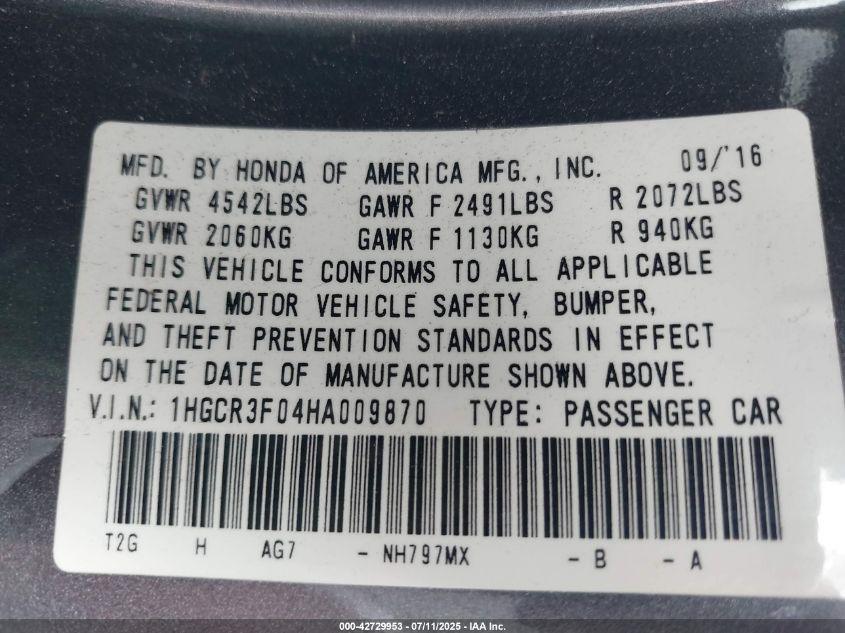 MFD. BY HONDA OF AMERICA MFG., INC. 09/'16
GVWR 4542LBS GAWR F 2491LBS R 2072LBS
GVWR 2060KG GAWR F 1130KG R 940KG
THIS VEHICLE CONFORMS TO ALL APPLICABLE
FEDERAL MOTOR VEHICLE SAFETY, BUMPER,
AND THEFT PREVENTION STANDARDS IN EFFECT
ON THE DATE OF MANUFACTURE SHOWN ABOVE.
V.I.N.: 1HGCR3F04HA009870 TYPE: PASSENGER CAR
T2G H AG7 - NH797MX - B - A
000-42729953 - 07/11/2025 - IAA Inc.